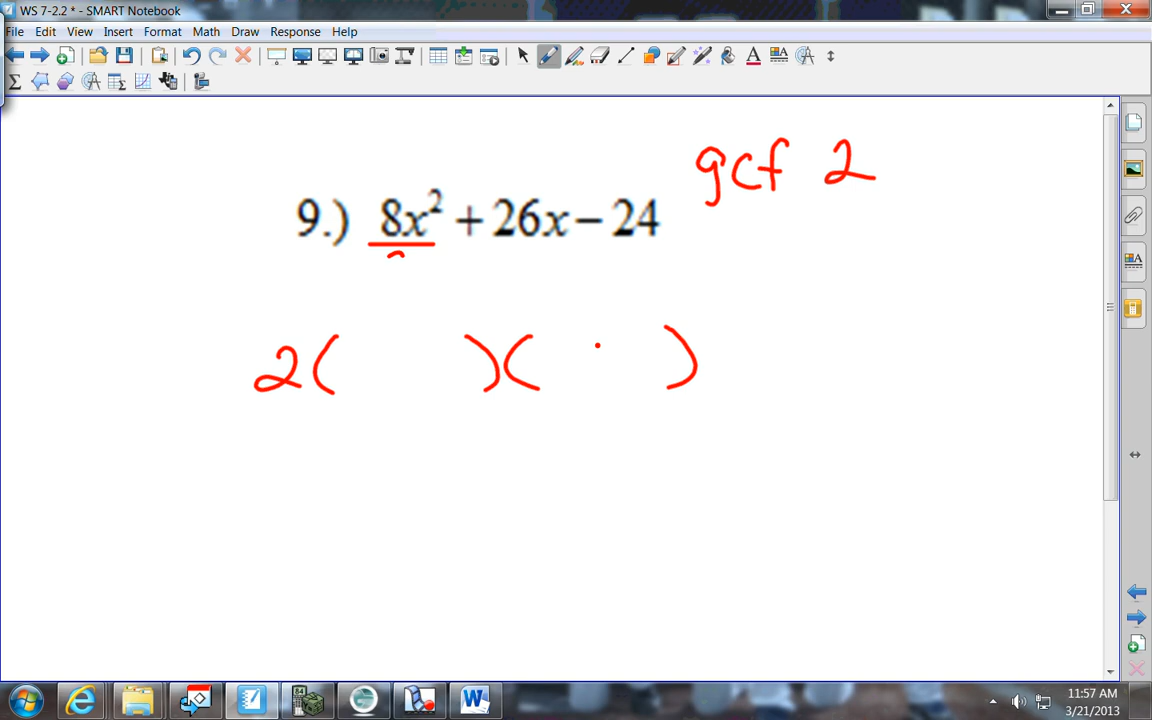 WS 7-2.2 * - SMART Notebook
File Edit View Insert Format Math Draw Response Help
gcf 2
9.) 8x² + 26x − 24
2( )( )
11:57 AM
3/21/2013